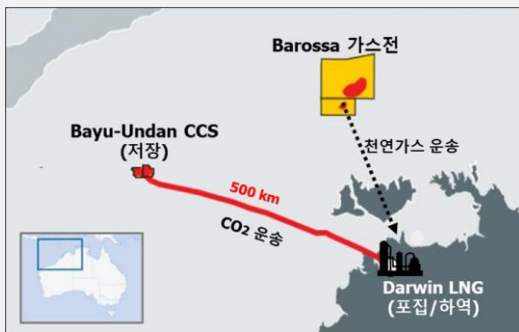 Barossa 가스전
Bayu-Undan CCS
(저장)
천연가스 운송
500 km
CO₂ 운송
Darwin LNG
(포집/하역)